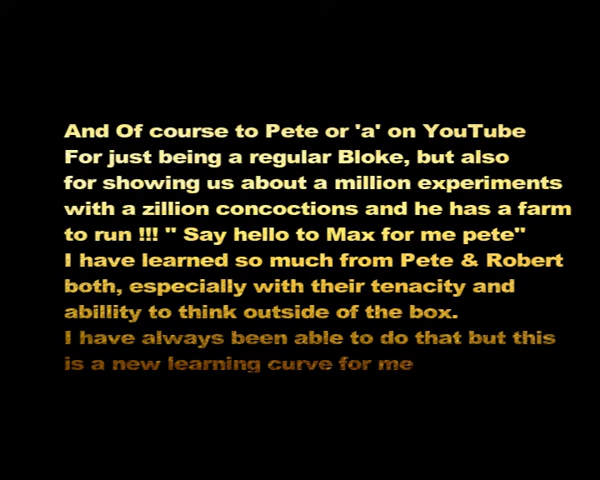 And Of course to Pete or 'a' on YouTube
For just being a regular Bloke, but also
for showing us about a million experiments
with a zillion concoctions and he has a farm
to run !!! " Say hello to Max for me pete"
I have learned so much from Pete & Robert
both, especially with their tenacity and
abillity to think outside of the box.
I have always been able to do that but this
is a new learning curve for me